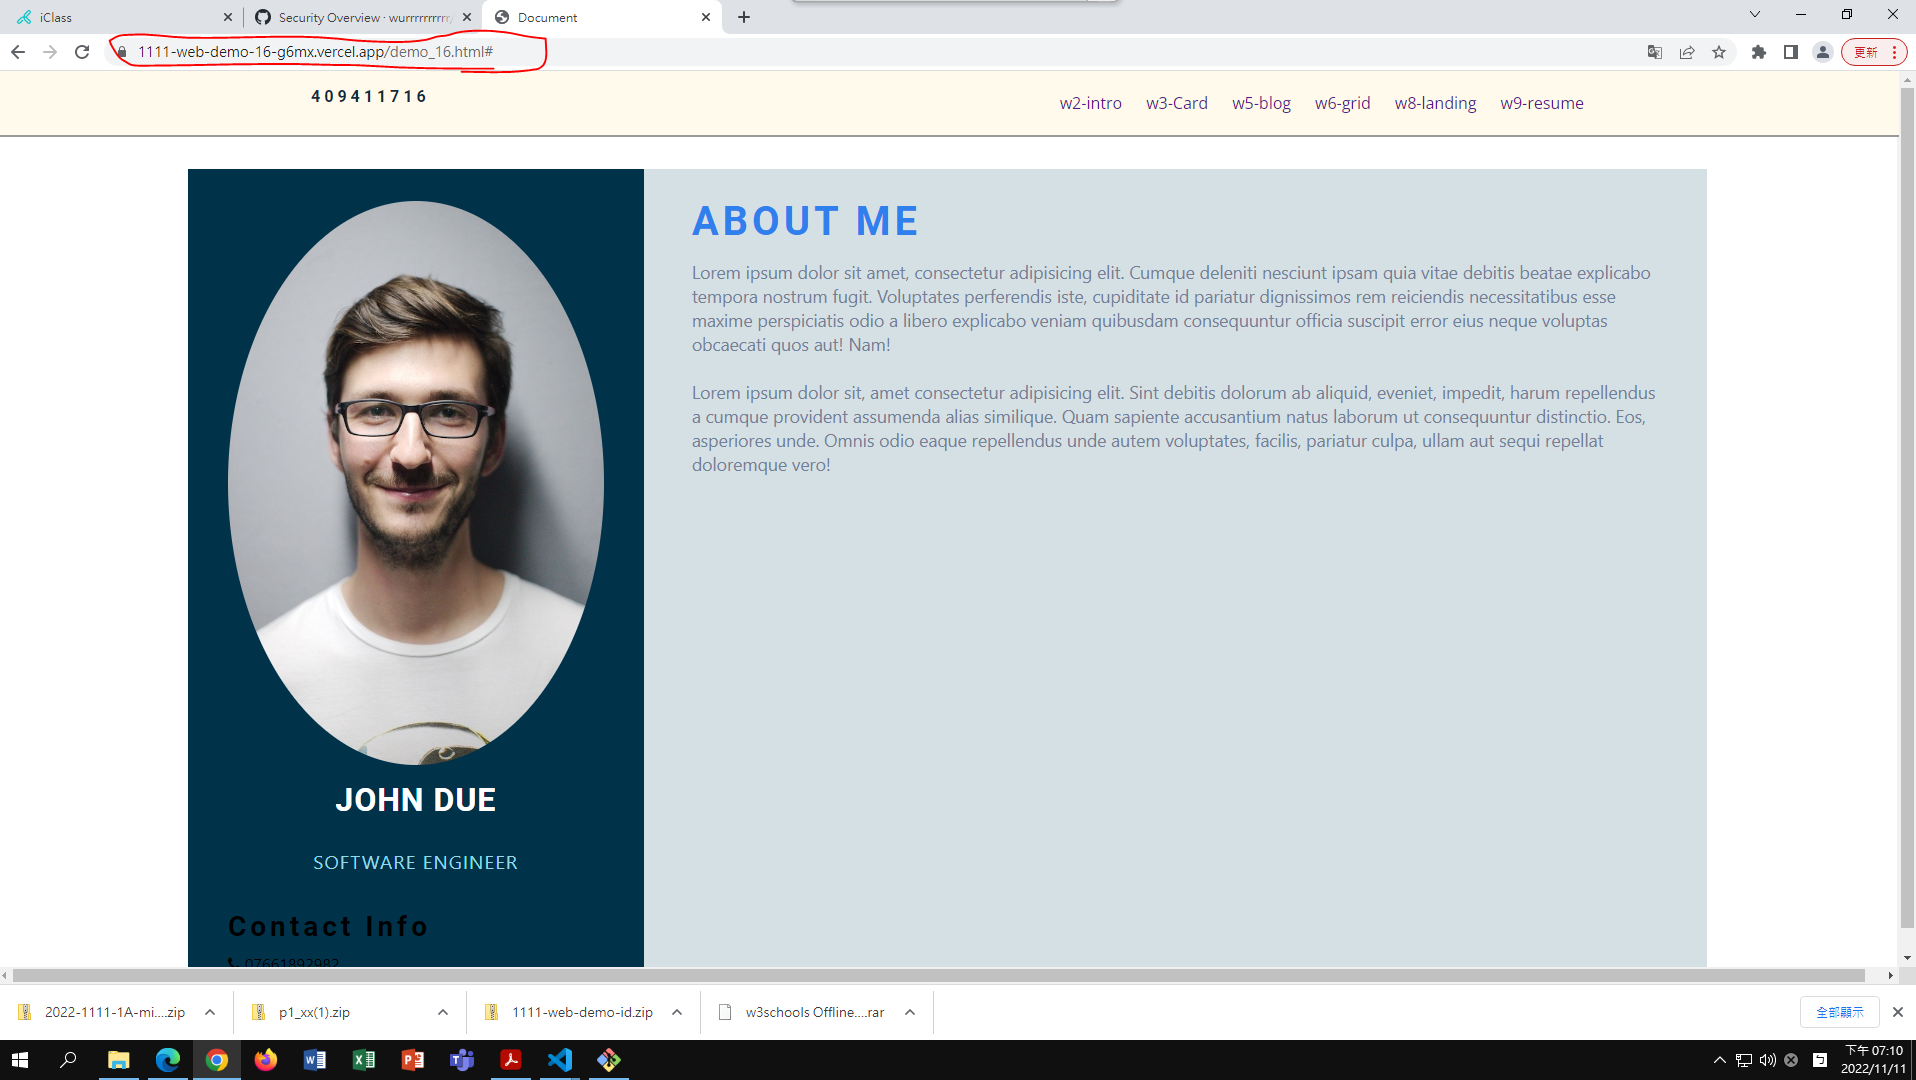 iClass
Security Overview · wurrrrrrrrr/
Document
1111-web-demo-16-g6mx.vercel.app/demo_16.html#
更新
409411716
w2-intro w3-Card w5-blog w6-grid w8-landing w9-resume
ABOUT ME
Lorem ipsum dolor sit amet, consectetur adipisicing elit. Cumque deleniti nesciunt ipsam quia vitae debitis beatae explicabo
tempora nostrum fugit. Voluptates perferendis iste, cupiditate id pariatur dignissimos rem reiciendis necessitatibus esse
maxime perspiciatis odio a libero explicabo veniam quibusdam consequuntur officia suscipit error eius neque voluptas
obcaecati quos aut! Nam!
Lorem ipsum dolor sit, amet consectetur adipisicing elit. Sint debitis dolorum ab aliquid, eveniet, impedit, harum repellendus
a cumque provident assumenda alias similique. Quam sapiente accusantium natus laborum ut consequuntur distinctio. Eos,
asperiores unde. Omnis odio eaque repellendus unde autem voluptates, facilis, pariatur culpa, ullam aut sequi repellat
doloremque vero!
JOHN DUE
SOFTWARE ENGINEER
Contact Info
07661892982
2022-1111-1A-mi....zip
p1_xx(1).zip
1111-web-demo-id.zip
w3schools Offline....rar
全部顯示
ㄅ
下午 07:10
2022/11/11